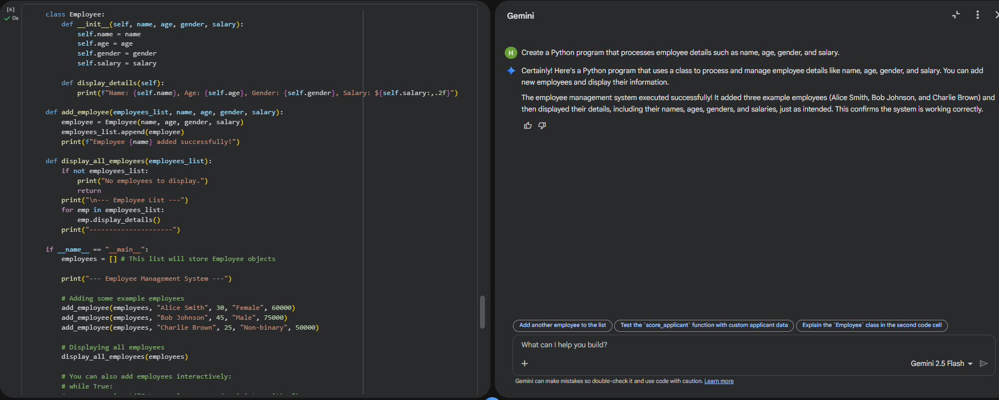 [6]
0s
class Employee:
    def __init__(self, name, age, gender, salary):
        self.name = name
        self.age = age
        self.gender = gender
        self.salary = salary
    def display_details(self):
        print(f"Name: {self.name}, Age: {self.age}, Gender: {self.gender}, Salary: ${self.salary:,.2f}")
def add_employee(employees_list, name, age, gender, salary):
    employee = Employee(name, age, gender, salary)
    employees_list.append(employee)
    print(f"Employee {name} added successfully!")
def display_all_employees(employees_list):
    if not employees_list:
        print("No employees to display.")
        return
    print("\n--- Employee List ---")
    for emp in employees_list:
        emp.display_details()
    print("---------------------")
if __name__ == "__main__":
    employees = [] # This list will store Employee objects
    print("--- Employee Management System ---")
    # Adding some example employees
    add_employee(employees, "Alice Smith", 30, "Female", 60000)
    add_employee(employees, "Bob Johnson", 45, "Male", 75000)
    add_employee(employees, "Charlie Brown", 25, "Non-binary", 50000)
    # Displaying all employees
    display_all_employees(employees)
    # You can also add employees interactively:
    # while True:
Gemini
H
Create a Python program that processes employee details such as name, age, gender, and salary.
Certainly! Here's a Python program that uses a class to process and manage employee details like name, age, gender, and salary. You can add
new employees and display their information.
The employee management system executed successfully! It added three example employees (Alice Smith, Bob Johnson, and Charlie Brown) and
then displayed their details, including their names, ages, genders, and salaries, just as intended. This confirms the system is working correctly.
Add another employee to the list
Test the `score_applicant` function with custom applicant data
Explain the `Employee` class in the second code cell
What can I help you build?
Gemini 2.5 Flash
Gemini can make mistakes so double-check it and use code with caution. Learn more